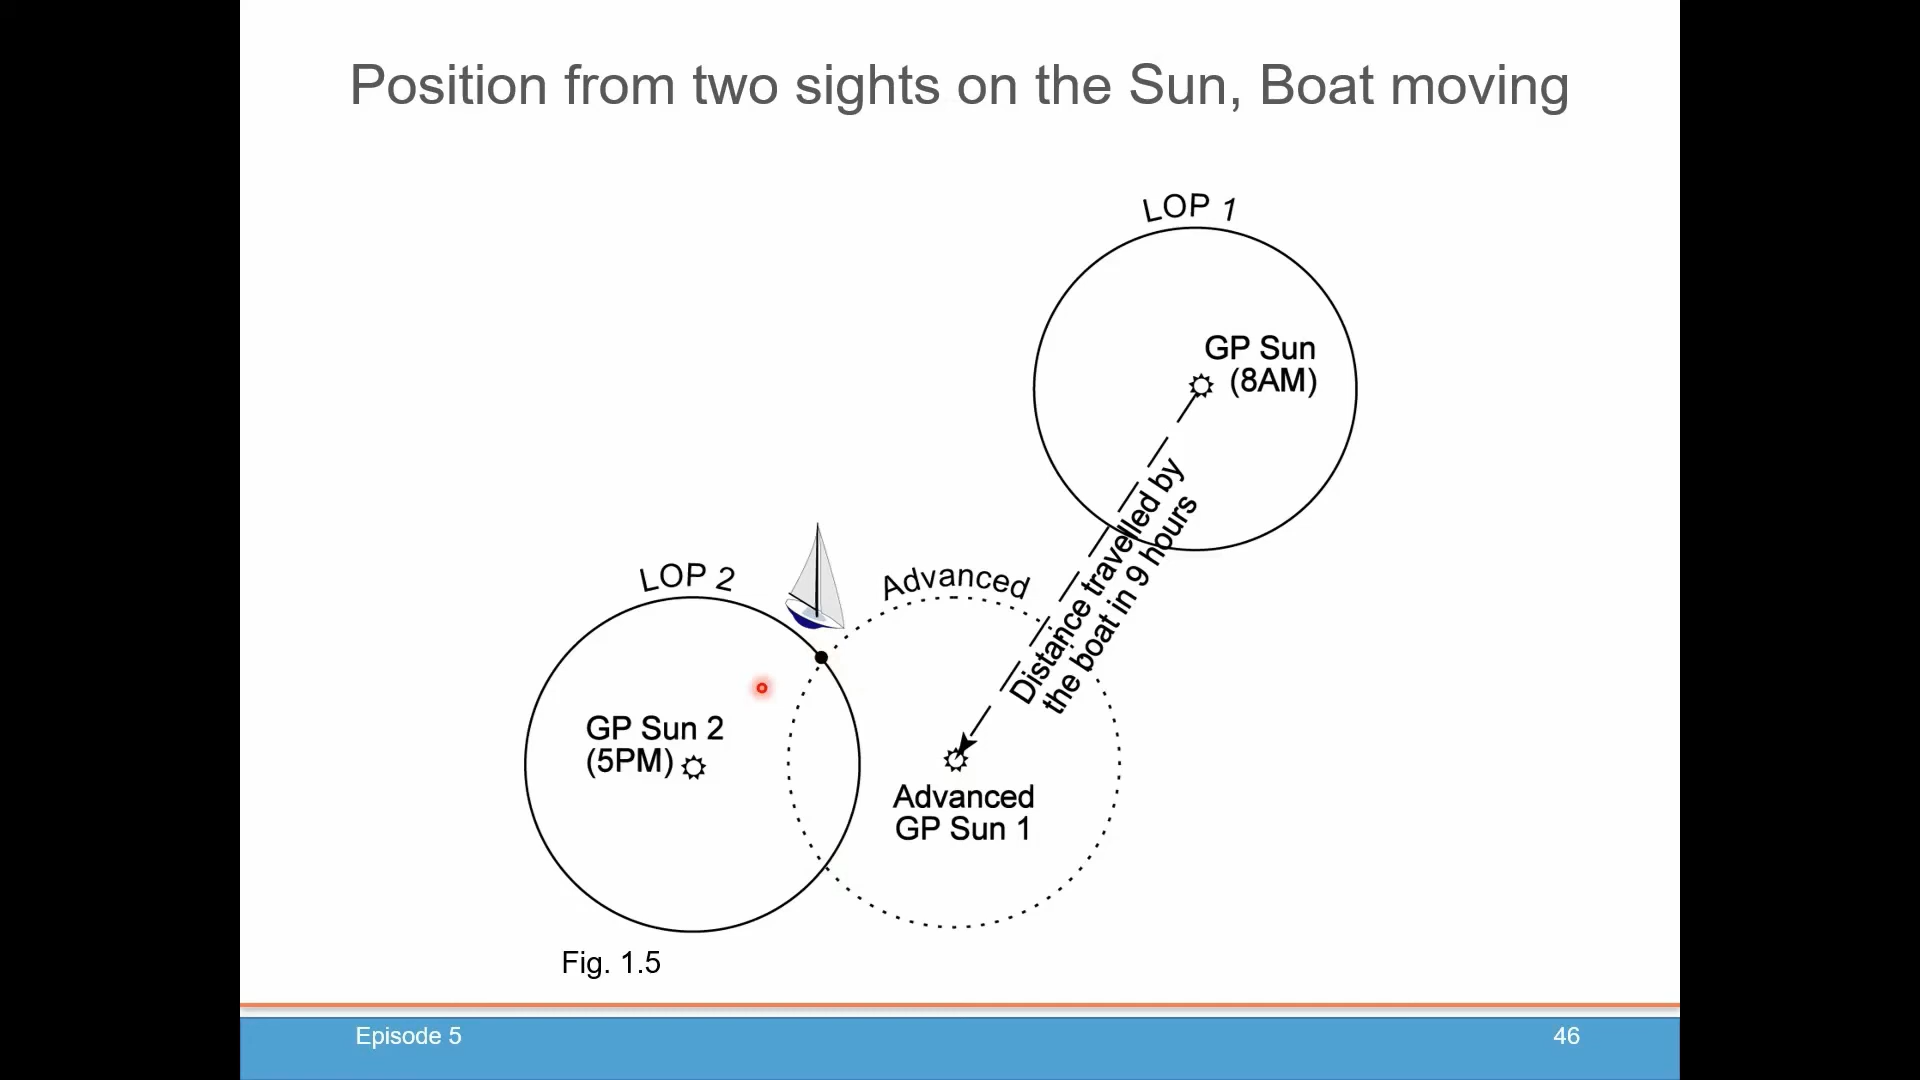 Position from two sights on the Sun, Boat moving
LOP 1
GP Sun
(8AM)
Distance travelled by
the boat in 9 hours
LOP 2
Advanced
GP Sun 2
(5PM)
Advanced
GP Sun 1
Fig. 1.5
Episode 5
46